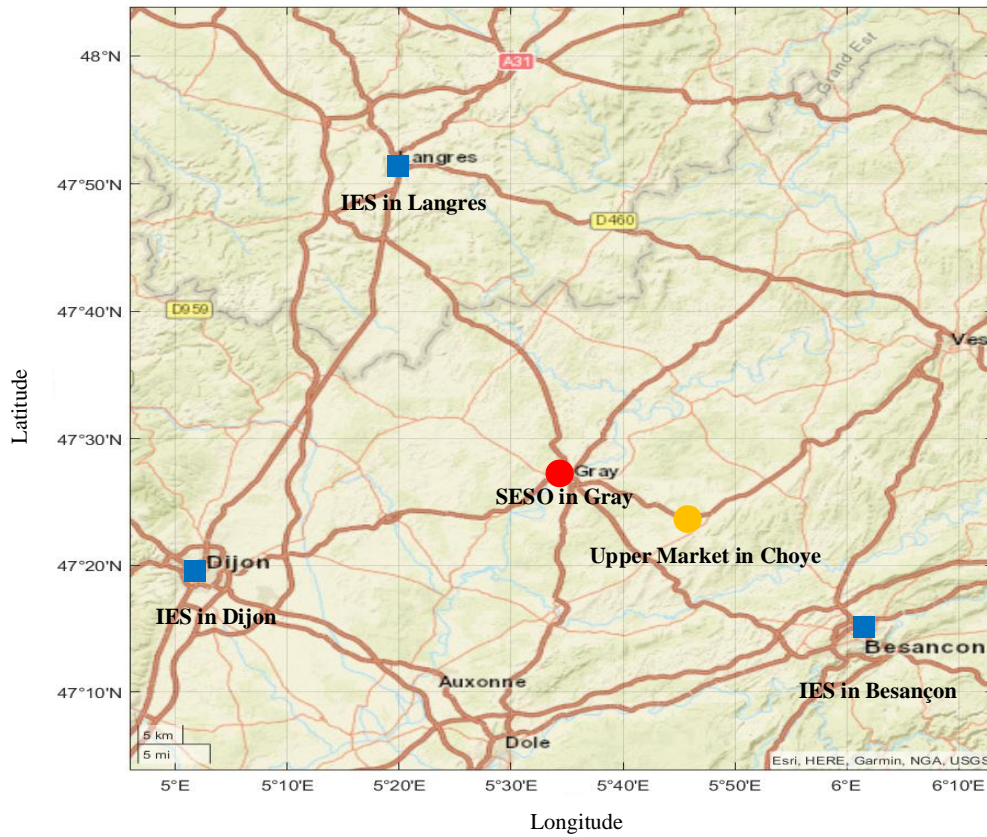 48°N
A31
Grand Est
Langres
47°50'N
IES in Langres
D460
47°40'N
D959
Ves
Latitude
47°30'N
Gray
SESO in Gray
Upper Market in Choye
47°20'N
Dijon
IES in Dijon
Besancon
47°10'N
Auxonne
IES in Besançon
Dole
5 km
5 mi
Esri, HERE, Garmin, NGA, USGS
5°E
5°10'E
5°20'E
5°30'E
5°40'E
5°50'E
6°E
6°10'E
Longitude